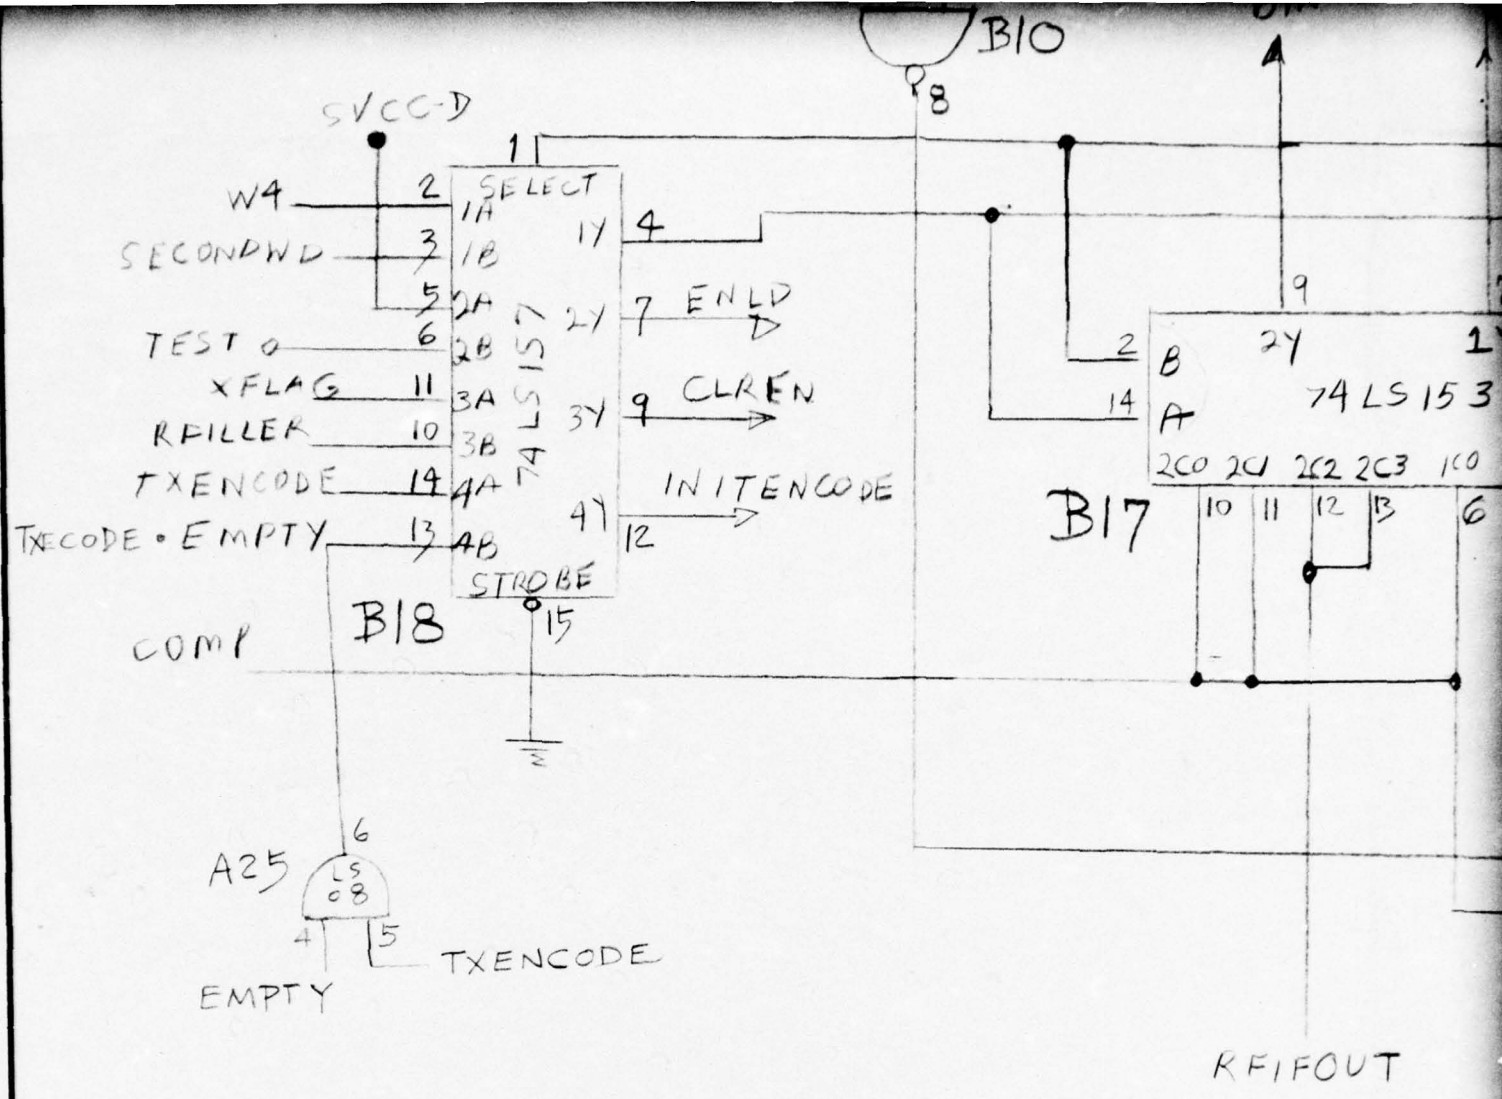 B10
8
5VCC-D
1
SELECT
W4 2 1A
1Y 4
SECONDWD 3 1B
5 2A
2Y 7 ENLD
9
TEST 6 2B
2 B 2Y 1Y
XFLAG 11 3A
3Y 9 CLREN
14 A 74LS153
RFILLER 10 3B
74LS157
2C0 2C1 2C2 2C3 1C0
TXENCODE 14 4A
INITENCODE
4Y 12
B17 10 11 12 13 6
TXECODE • EMPTY 13 4B
STROBE
B18 15
COMP
6
A25 LS
08
4 5
TXENCODE
EMPTY
RFIFOUT